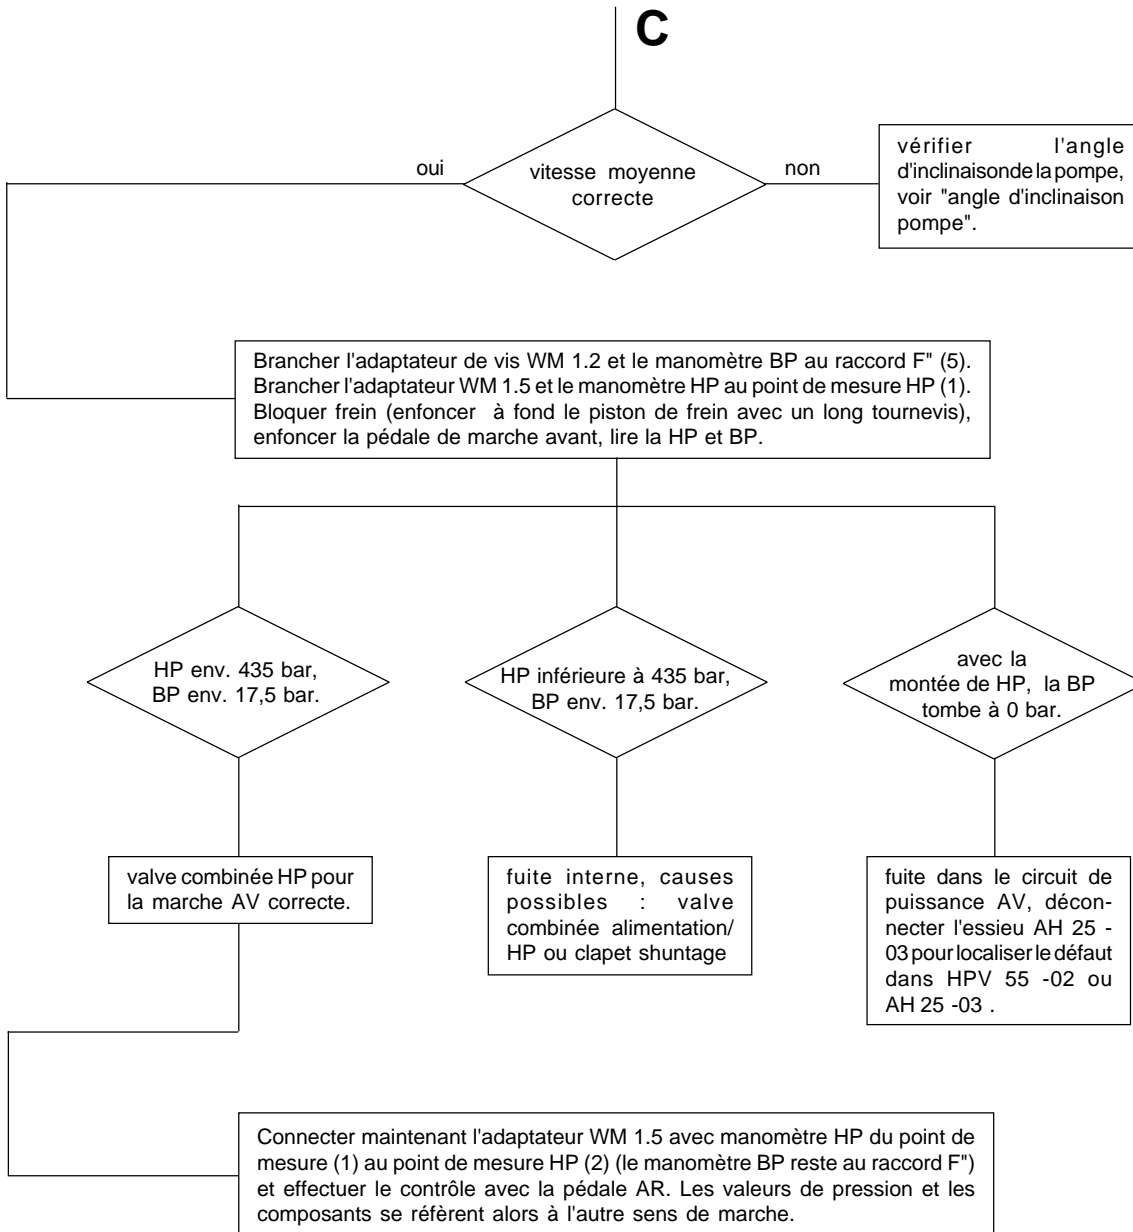 C
oui
vitesse moyenne
correcte
non
vérifier l'angle
d'inclinaisondelapompe,
voir "angle d'inclinaison
pompe".
Brancher l'adaptateur de vis WM 1.2 et le manomètre BP au raccord F" (5).
Brancher l'adaptateur WM 1.5 et le manomètre HP au point de mesure HP (1).
Bloquer frein (enfoncer à fond le piston de frein avec un long tournevis),
enfoncer la pédale de marche avant, lire la HP et BP.
HP env. 435 bar,
BP env. 17,5 bar.
HP inférieure à 435 bar,
BP env. 17,5 bar.
avec la
montée de HP, la BP
tombe à 0 bar.
valve combinée HP pour
la marche AV correcte.
fuite interne, causes
possibles : valve
combinée alimentation/
HP ou clapet shuntage
fuite dans le circuit de
puissance AV, décon-
necter l'essieu AH 25 -
03 pour localiser le défaut
dans HPV 55 -02 ou
AH 25 -03 .
Connecter maintenant l'adaptateur WM 1.5 avec manomètre HP du point de
mesure (1) au point de mesure HP (2) (le manomètre BP reste au raccord F")
et effectuer le contrôle avec la pédale AR. Les valeurs de pression et les
composants se réfèrent alors à l'autre sens de marche.